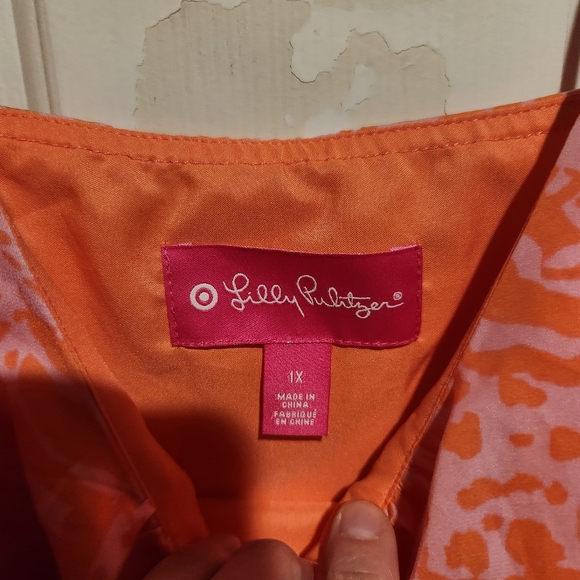 Lilly Pulitzer®
1X
MADE IN
CHINA
FABRIQUÉ
EN CHINE